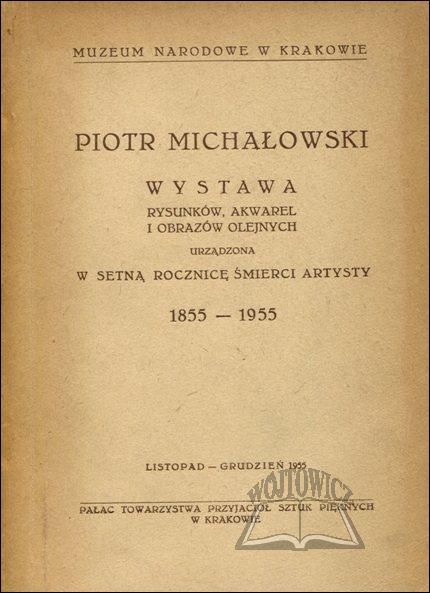 MUZEUM NARODOWE W KRAKOWIE
PIOTR MICHAŁOWSKI
WYSTAWA
RYSUNKÓW, AKWAREL
I OBRAZÓW OLEJNYCH
URZĄDZONA
W SETNĄ ROCZNICĘ ŚMIERCI ARTYSTY
1855 — 1955
LISTOPAD — GRUDZIEŃ 1955
WÓJTOWICZ
PAŁAC TOWARZYSTWA PRZYJACIÓŁ SZTUK PIĘKNYCH
W KRAKOWIE